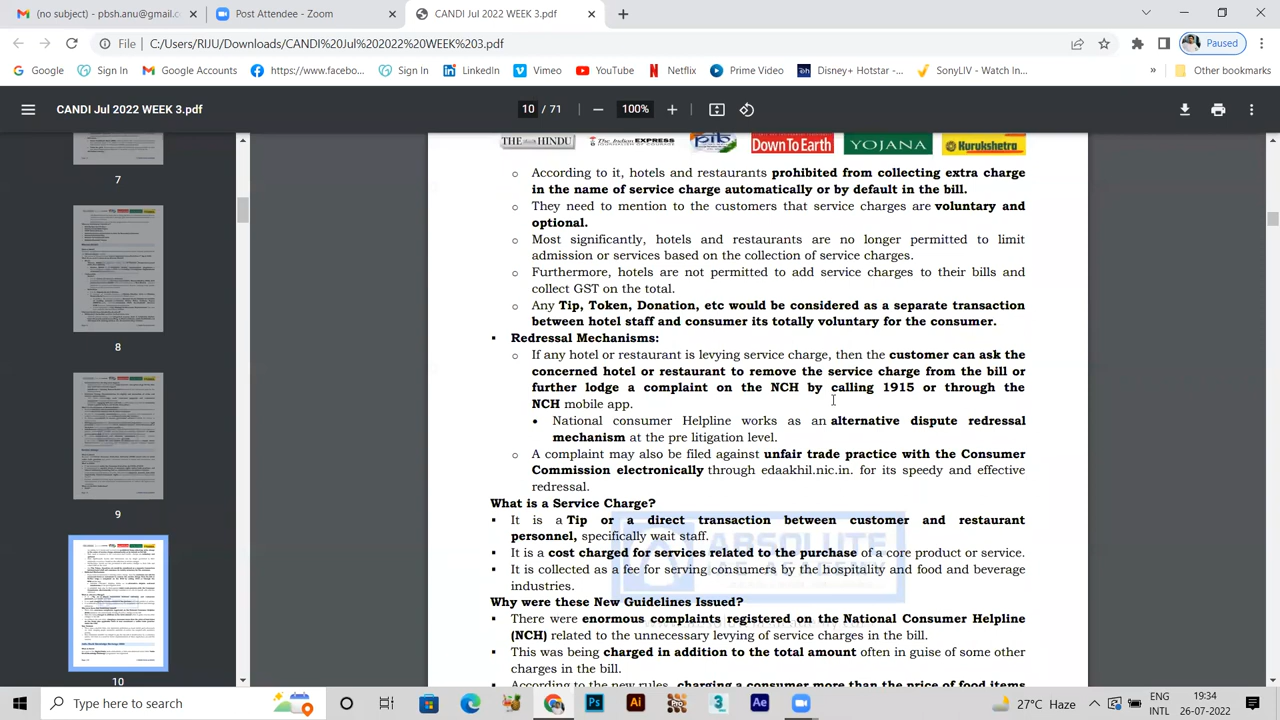 (no subject) - pbsh.anu@gmail.c
Post Attendee - Zoom
CANDI Jul 2022 WEEK 3.pdf
File
C:/Users/RIJU/Downloads/CANDI%20Jul%202022%20WEEK%203.pdf
Paused
Google
Sign In
Google Accounts
https://www.facebo...
Sign In
LinkedIn
Vimeo
YouTube
Netflix
Prime Video
Disney+ Hotstar -...
SonyLIV - Watch In...
»
Other bookmarks
CANDI Jul 2022 WEEK 3.pdf
10 / 71
100%
7
8
9
10
THE HINDU
The Indian EXPRESS
Down To Earth
YOJANA
Kurukshetra
According to it, hotels and restaurants prohibited from collecting extra charge
in the name of service charge automatically or by default in the bill.
They need to mention to the customers that such charges are voluntary and
optional.
Most significantly, hotels and restaurants are no longer permitted to limit
admission or services based on the collection of service charges.
Furthermore, hotels are not permitted to add service charges to their bills and
collect GST on the total.
Any Tip, Token, Donation, etc would be considered as a separate transaction
between hotel staff and consumer its totally voluntary for the consumer.
Redressal Mechanisms:
If any hotel or restaurant is levying service charge, then the customer can ask the
concerned hotel or restaurant to remove the charge from the bill or
further lodge a complaint on the NCH by calling 1915 or through the
NCH mobile app.
National consumer Helpline works as an alternative dispute redressal
mechanism at the pre litigation level.
A complaint may also be filed against unfair trade practice with the Consumer
Commission electronically through edaakhil.nic.in for its speedy and effective
redressal.
What is a Service Charge?
It is a Tip or a direct transaction between customer and restaurant
personnel, specifically wait staff.
It is a cost charged for services related to the
It is collected as a fee for serving consumers by the hospitality and food and beverage
industries.
Why were these New Guidelines issued?
There were enormous complaints registered in National Consumer Helpline
(NCH) related to the unnecessary levying of service charges in the bill.
This was being charged in addition to the total amount often in guise of some other
charges in the bill.
According to the new rules, charging a consumer more than the price of food items
Type here to search
27°C Haze
ENG
INTL
19:34
26-07-2022